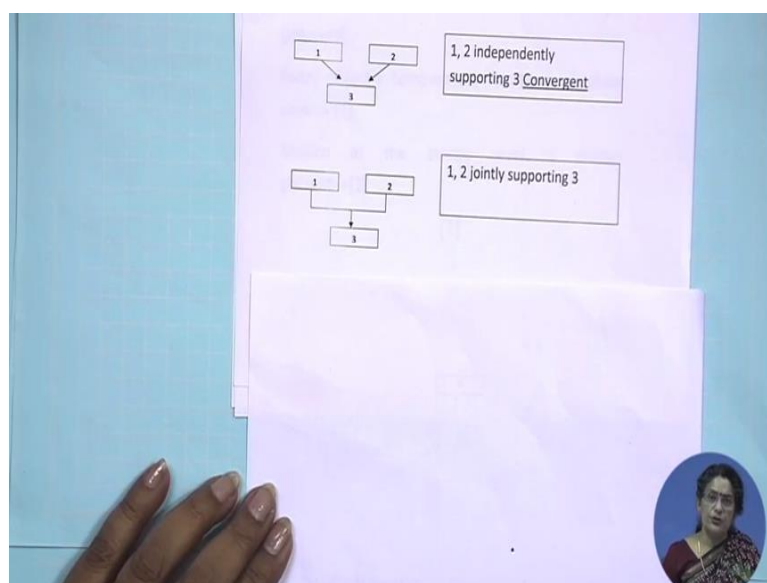 1
2
3
1, 2 independently
supporting 3 Convergent
1
2
3
1, 2 jointly supporting 3